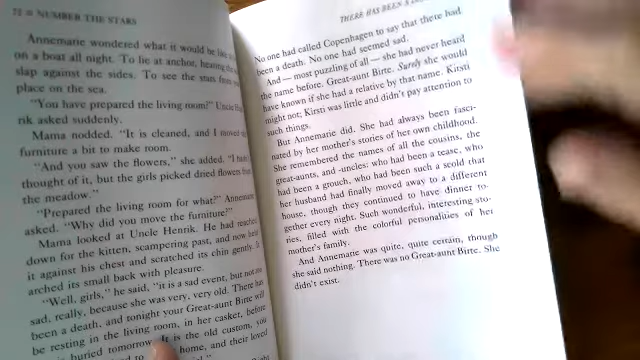 72 NUMBER THE STARS
Annemarie wondered what it would be
on a boat all night. To lie at anchor, hearing the
slap against the sides. To see the stars from
place on the sea.
"You have prepared the living room?" Uncle Hen-
rik asked suddenly.
Mama nodded. "It is cleaned, and I moved
furniture a bit to make room.
"And you saw the flowers," she added. "I
thought of it, but the girls picked dried flowers from
the meadow."
"Prepared the living room for what?" Annemarie
asked. "Why did you move the furniture?"
Mama looked at Uncle Henrik. He had reached
down for the kitten, scampering past, and now held
it against his chest and scratched its chin gently. It
arched its small back with pleasure.
"Well, girls," he said, "it is a sad event, but not
sad, really, because she was very, very old. There has
been a death, and tonight your Great-aunt Birte will
be resting in the living room, in her casket, before
buried tomorrow. It is the old custom, you
home, and their loved
THERE HAS BEEN A
No one had called Copenhagen to say that there had
been a death. No one had seemed sad.
And—most puzzling of all—she had never heard
the name before. Great-aunt Birte. Surely she would
have known if she had a relative by that name. Kirsti
might not; Kirsti was little and didn't pay attention to
such things.
But Annemarie did. She had always been fasci-
nated by her mother's stories of her own childhood.
She remembered the names of all the cousins, the
great-aunts, and -uncles: who had been a tease, who
had been a grouch, who had been such a scold that
her husband had finally moved away to a different
house, though they continued to have dinner to-
gether every night. Such wonderful, interesting sto-
ries, filled with the colorful personalities of her
mother's family.
And Annemarie was quite, quite certain, though
she said nothing. There was no Great-aunt Birte. She
didn't exist.